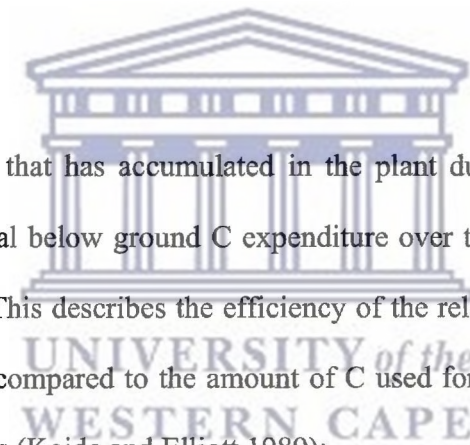 that has accumulated in the plant du
al below ground C expenditure over t
This describes the efficiency of the rel
UNIVERSITY of the
compared to the amount of C used for
WESTERN CAPE
(Koide and Elliott 1989):